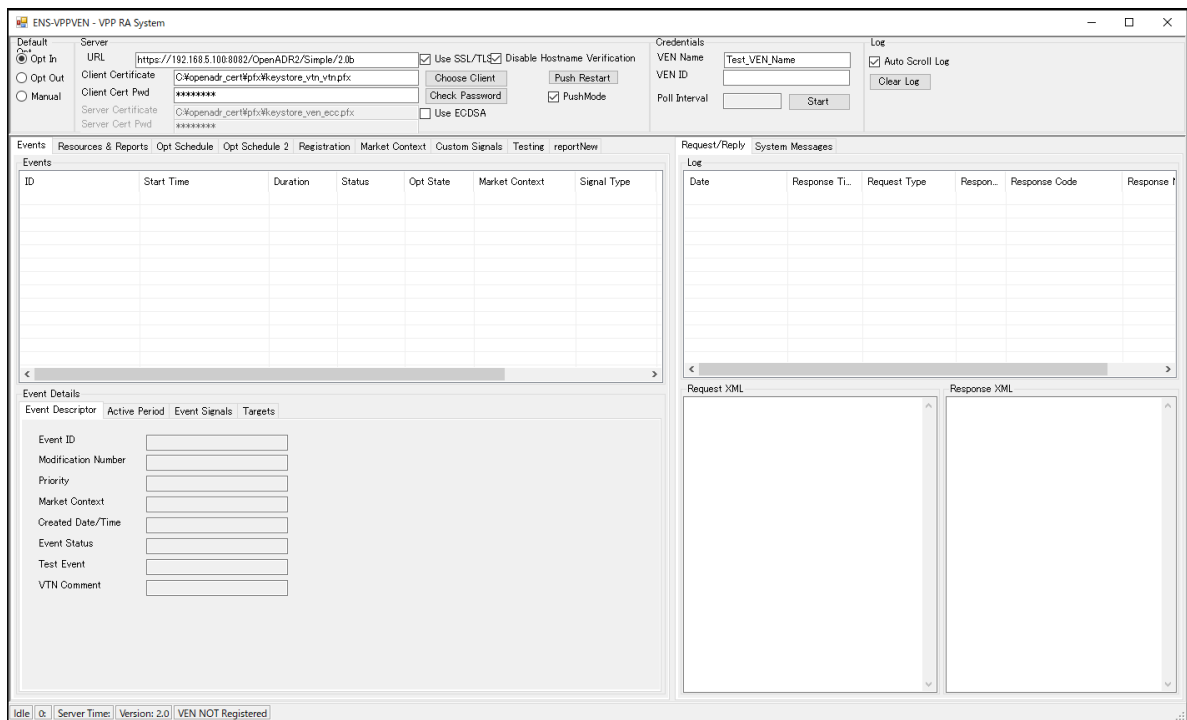 ENS-VPPVEN - VPP RA System
Default
Server
Credentials
Log
Opt In
Opt Out
Manual
URL
https://192.168.5.100:8082/OpenADR2/Simple/2.0b
Use SSL/TLS
Disable Hostname Verification
Client Certificate
C:¥openadr_cert¥pfx¥keystore_vtn_vtn.pfx
Choose Client
Push Restart
Client Cert Pwd
********
Check Password
PushMode
Server Certificate
C:¥openadr_cert¥pfx¥keystore_ven_ecc.pfx
Use ECDSA
Server Cert Pwd
********
VEN Name
Test_VEN_Name
VEN ID
Poll Interval
Start
Auto Scroll Log
Clear Log
Events Resources & Reports Opt Schedule Opt Schedule 2 Registration Market Context Custom Signals Testing reportNew
Events
ID Start Time Duration Status Opt State Market Context Signal Type
Request/Reply System Messages
Log
Date Response Ti... Request Type Respon... Response Code Response
Event Details
Event Descriptor Active Period Event Signals Targets
Event ID
Modification Number
Priority
Market Context
Created Date/Time
Event Status
Test Event
VTN Comment
Request XML
Response XML
Idle 0: Server Time: Version: 2.0 VEN NOT Registered